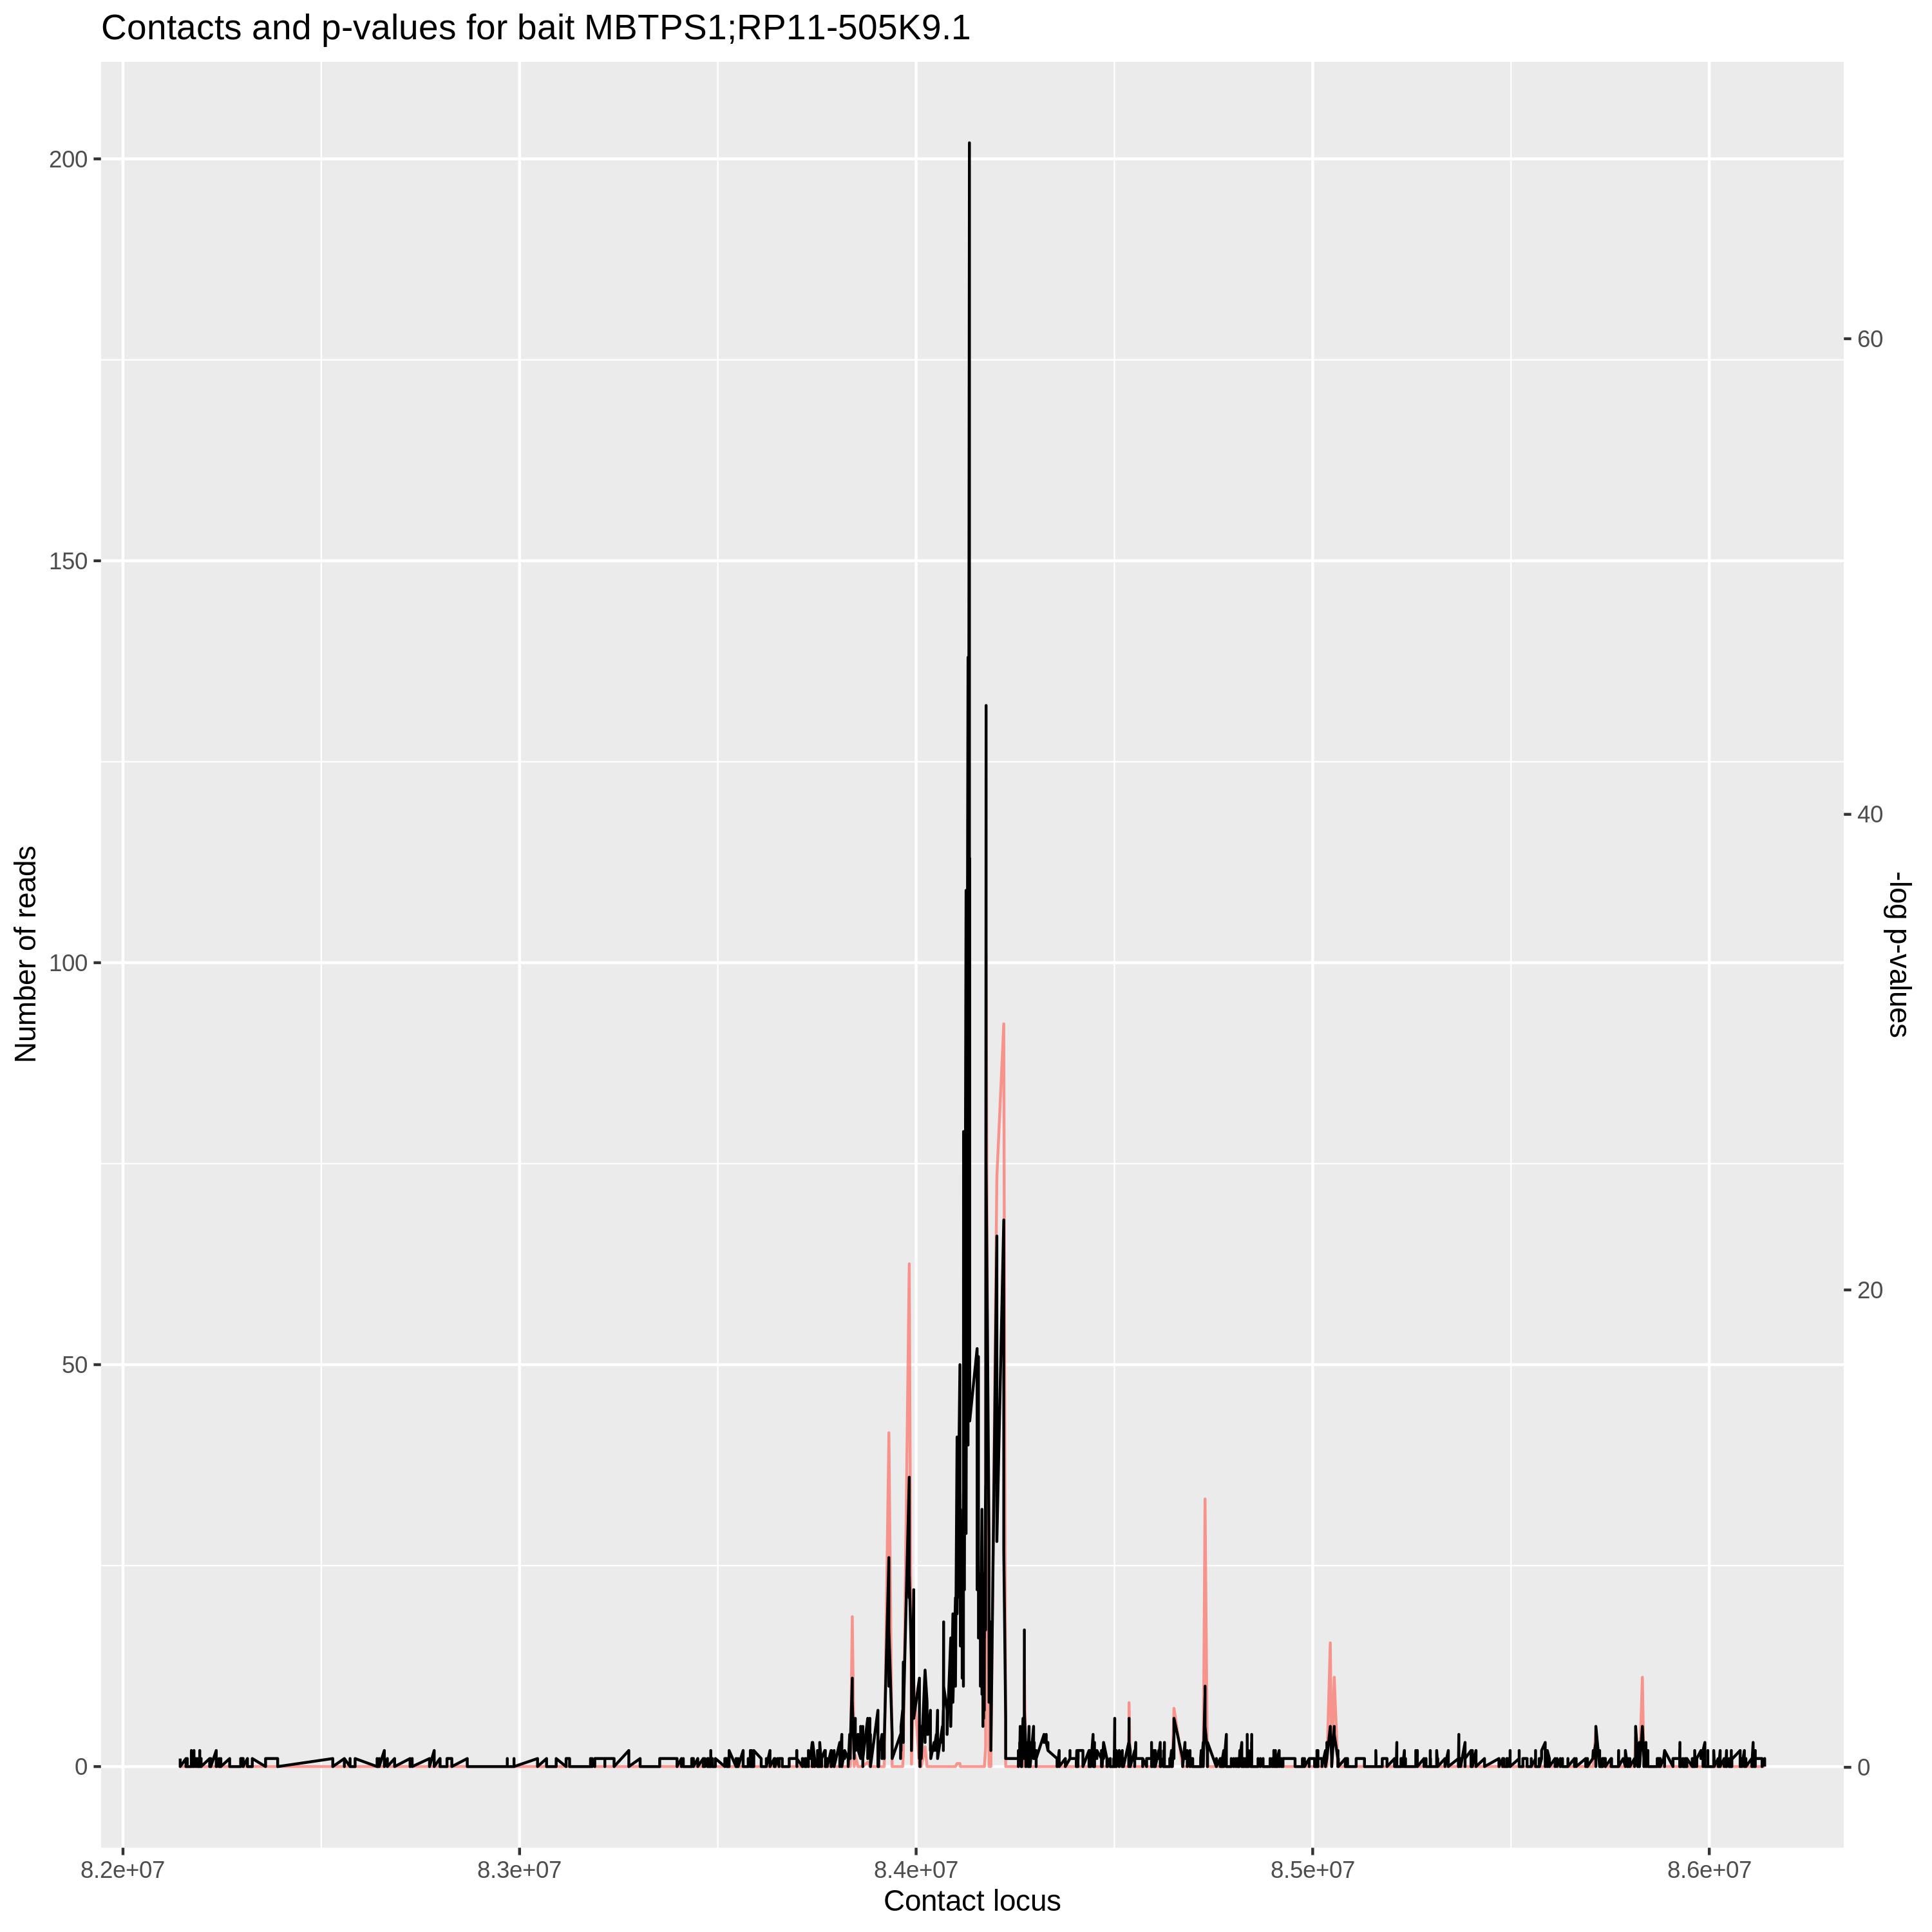 Contacts and p-values for bait MBTPS1;RP11-505K9.1
200
150
100
50
0
Number of reads
60
40
20
0
-log p-values
8.2e+07
8.3e+07
8.4e+07
8.5e+07
8.6e+07
Contact locus